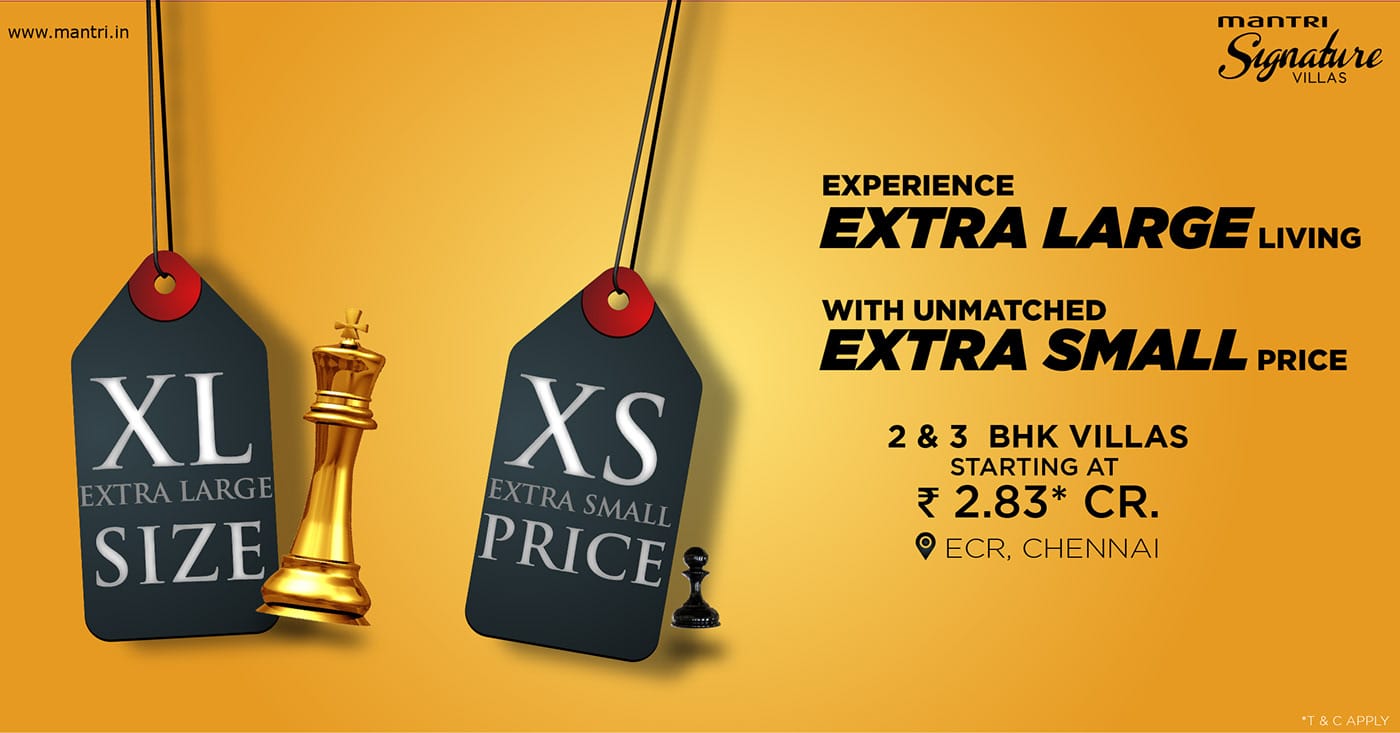 www.mantri.in
mantri
Signature
VILLAS
XL
EXTRA LARGE
SIZE
XS
EXTRA SMALL
PRICE
EXPERIENCE
EXTRA LARGE LIVING
WITH UNMATCHED
EXTRA SMALL PRICE
2 & 3 BHK VILLAS
STARTING AT
₹ 2.83* CR.
ECR, CHENNAI
*T & C APPLY